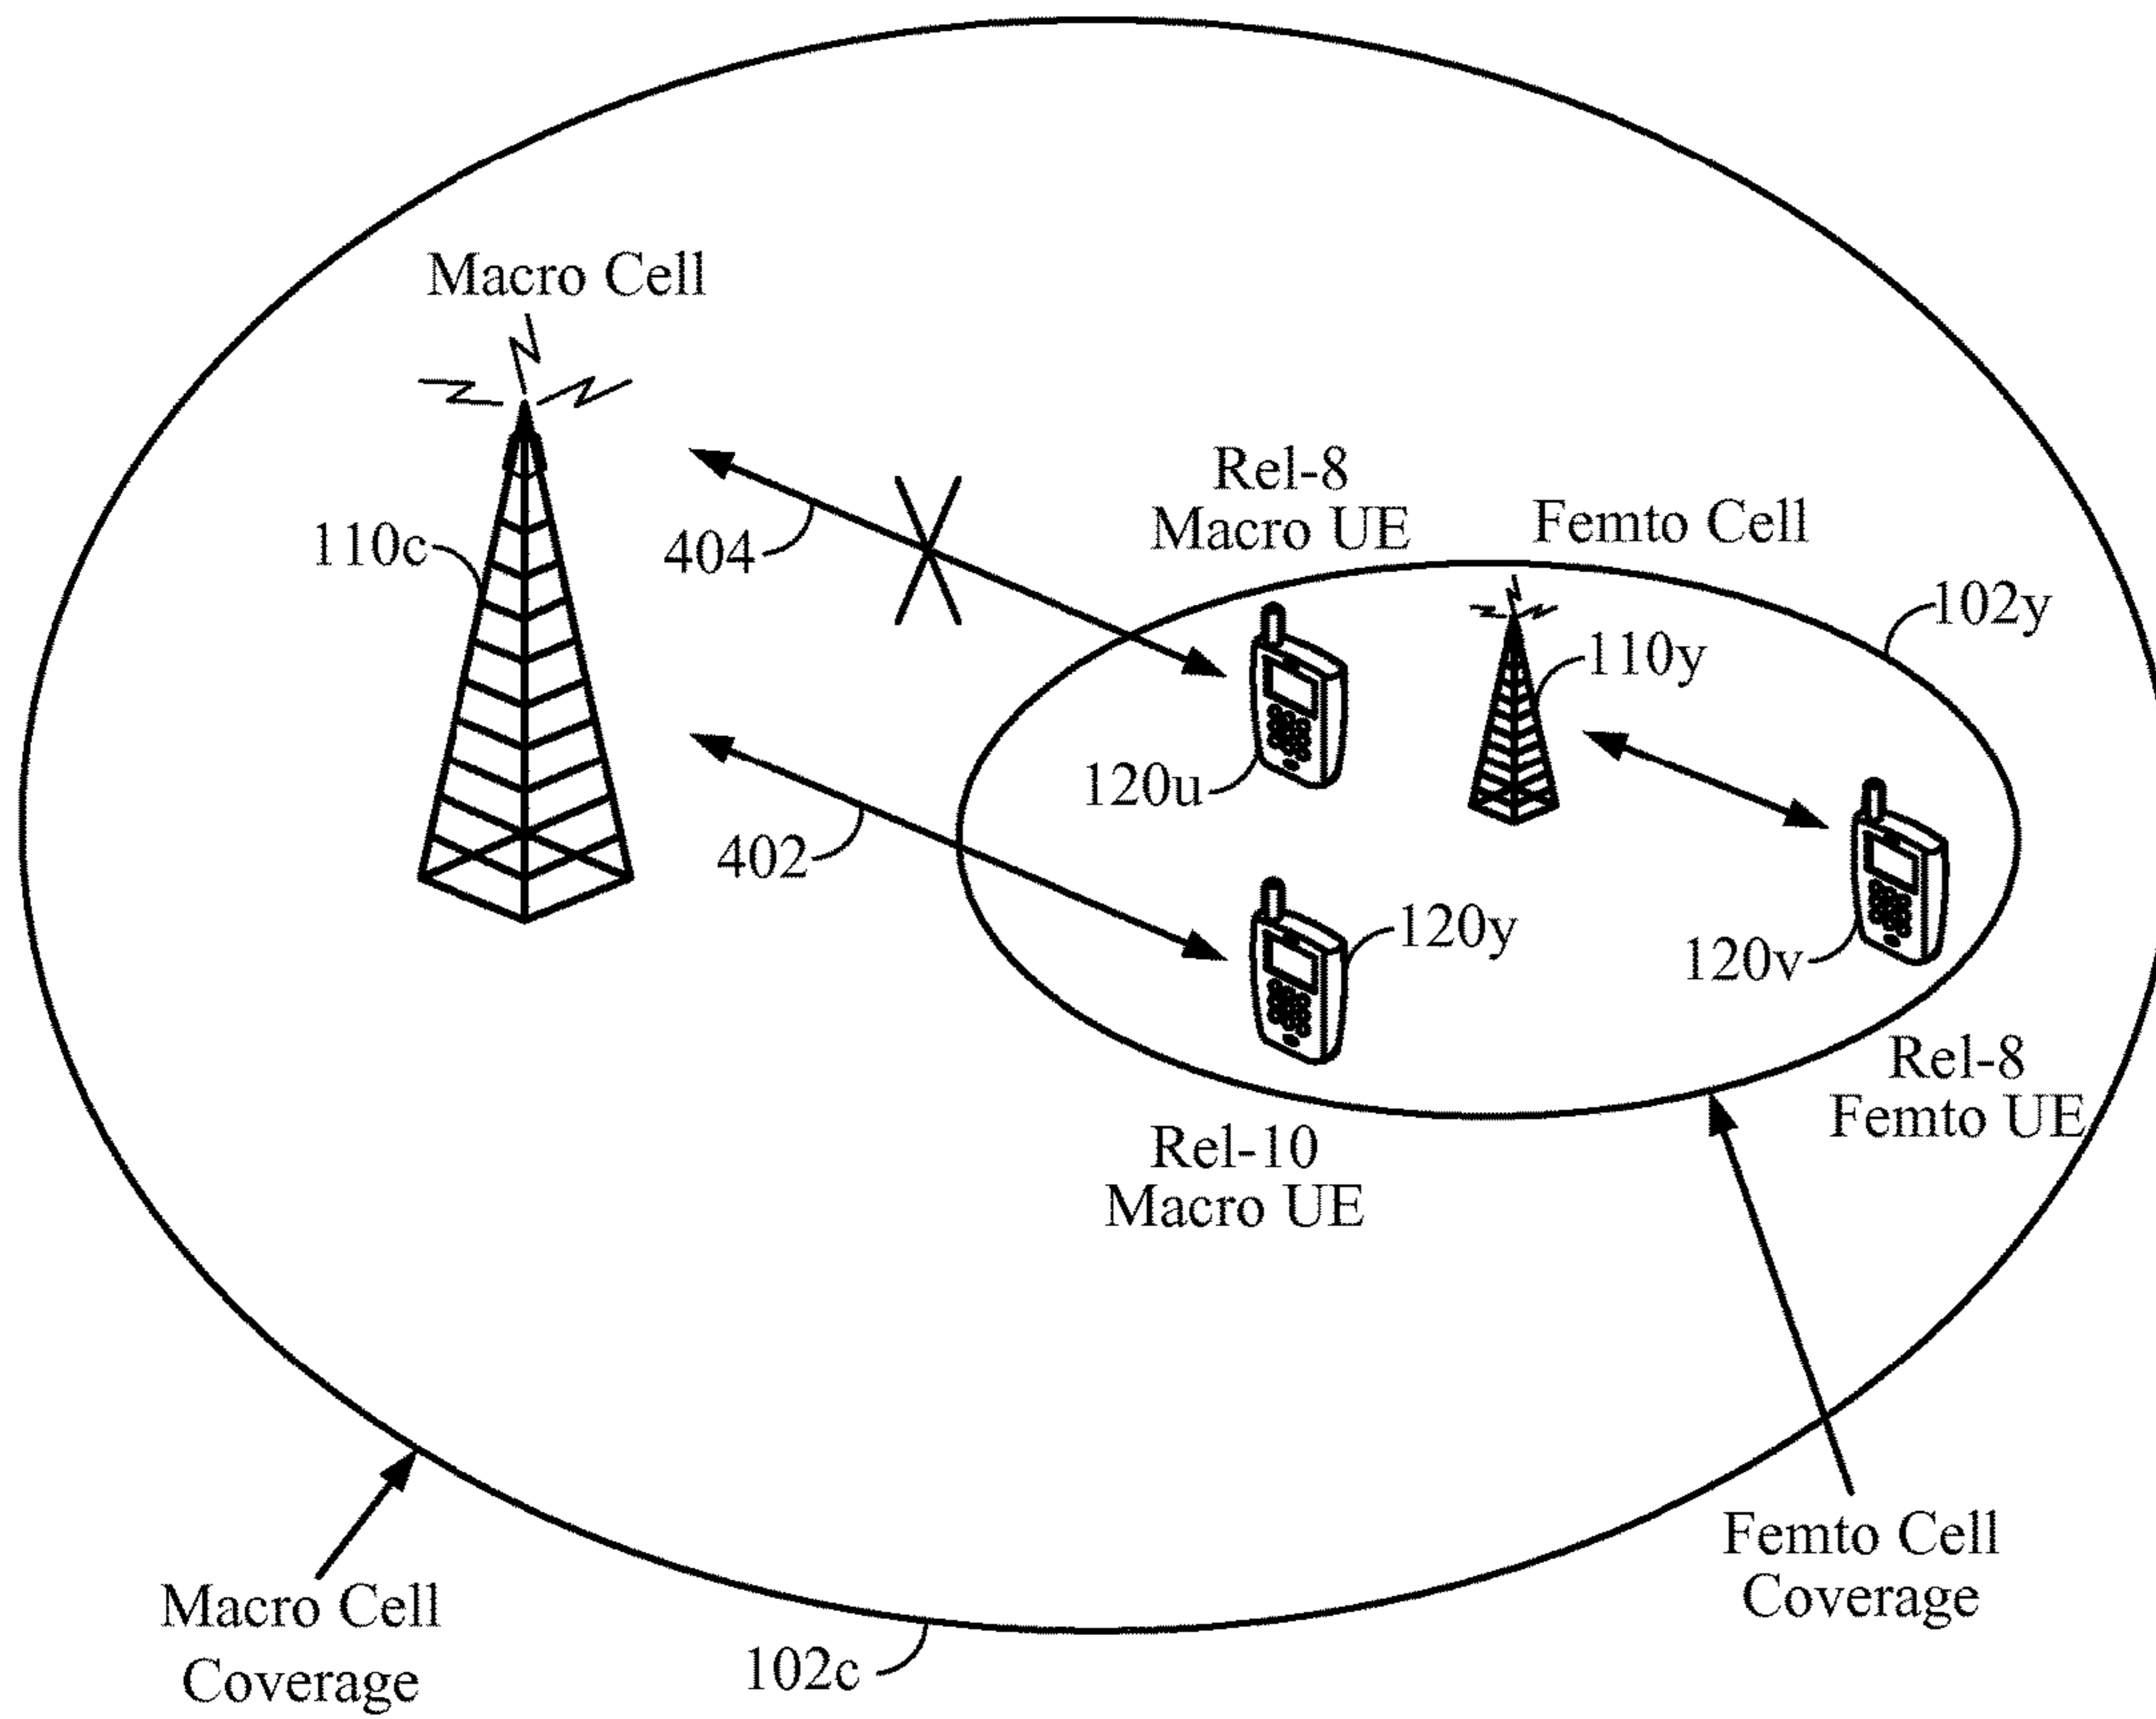 Macro Cell
Rel-8
Macro UE
Femto Cell
110c
404
102y
110y
120u
402
120y
120v
Rel-8
Femto UE
Rel-10
Macro UE
Femto Cell
Coverage
Macro Cell
Coverage
102c